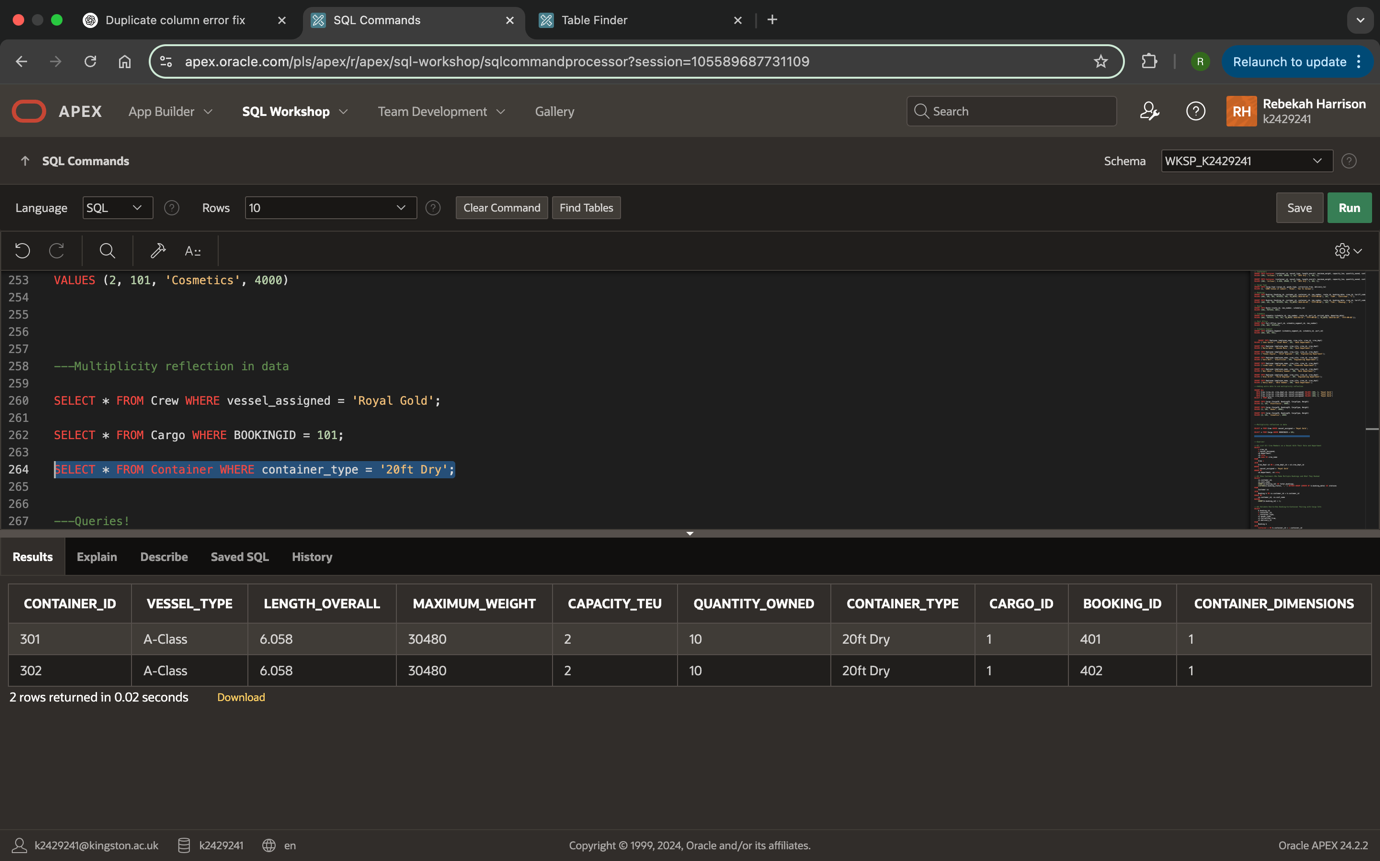 Duplicate column error fix
SQL Commands
Table Finder
apex.oracle.com/pls/apex/r/apex/sql-workshop/sqlcommandprocessor?session=105589687731109
R
Relaunch to update
APEX
App Builder
SQL Workshop
Team Development
Gallery
Search
RH
Rebekah Harrison
k2429241
SQL Commands
Schema
WKSP_K2429241
Language
SQL
Rows
10
Clear Command
Find Tables
Save
Run
A::
253 VALUES (2, 101, 'Cosmetics', 4000)
254
255
256
257
258 ---Multiplicity reflection in data
259
260 SELECT * FROM Crew WHERE vessel_assigned = 'Royal Gold';
261
262 SELECT * FROM Cargo WHERE BOOKINGID = 101;
263
264 SELECT * FROM Container WHERE container_type = '20ft Dry';
265
266
267 ---Queries!
Results Explain Describe Saved SQL History
CONTAINER_ID VESSEL_TYPE LENGTH_OVERALL MAXIMUM_WEIGHT CAPACITY_TEU QUANTITY_OWNED CONTAINER_TYPE CARGO_ID BOOKING_ID CONTAINER_DIMENSIONS
301 A-Class 6.058 30480 2 10 20ft Dry 1 401 1
302 A-Class 6.058 30480 2 10 20ft Dry 1 402 1
2 rows returned in 0.02 seconds Download
k2429241@kingston.ac.uk
k2429241
en
Copyright © 1999, 2024, Oracle and/or its affiliates.
Oracle APEX 24.2.2